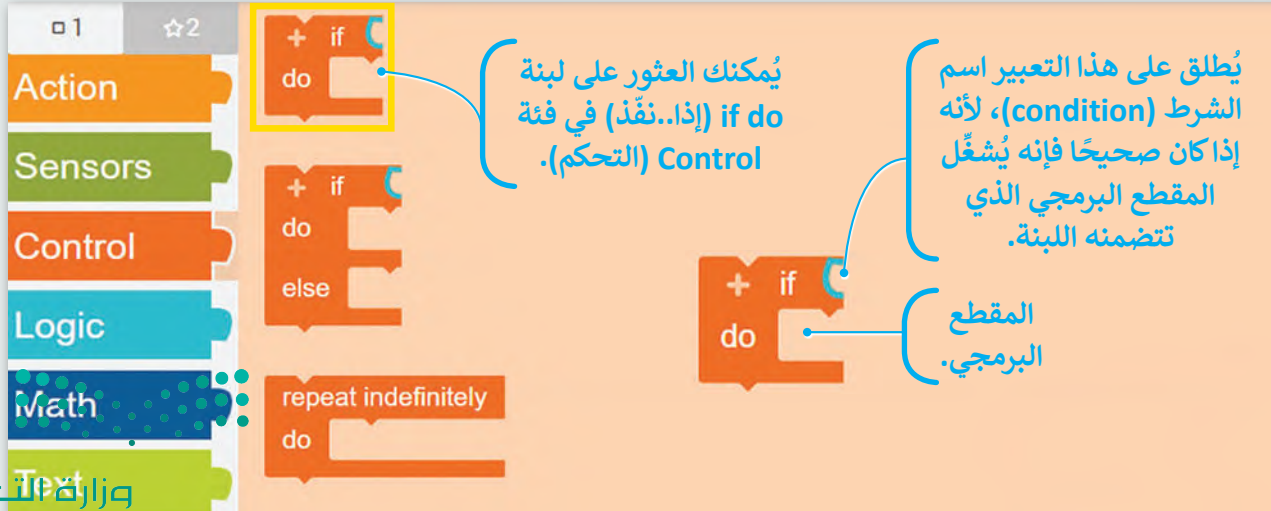 1
2
Action
Sensors
Control
Logic
Math
Text
if
do
if
do
else
repeat indefinitely
do
يُمكنك العثور على لبنة
if do (إذا..نفّذ) في فئة
Control (التحكم).
يُطلق على هذا التعبير اسم
الشرط (condition)، لأنه
إذا كان صحيحًا فإنه يُشغِّل
المقطع البرمجي الذي
تتضمنه اللبنة.
if
do
المقطع
البرمجي.
وزارة